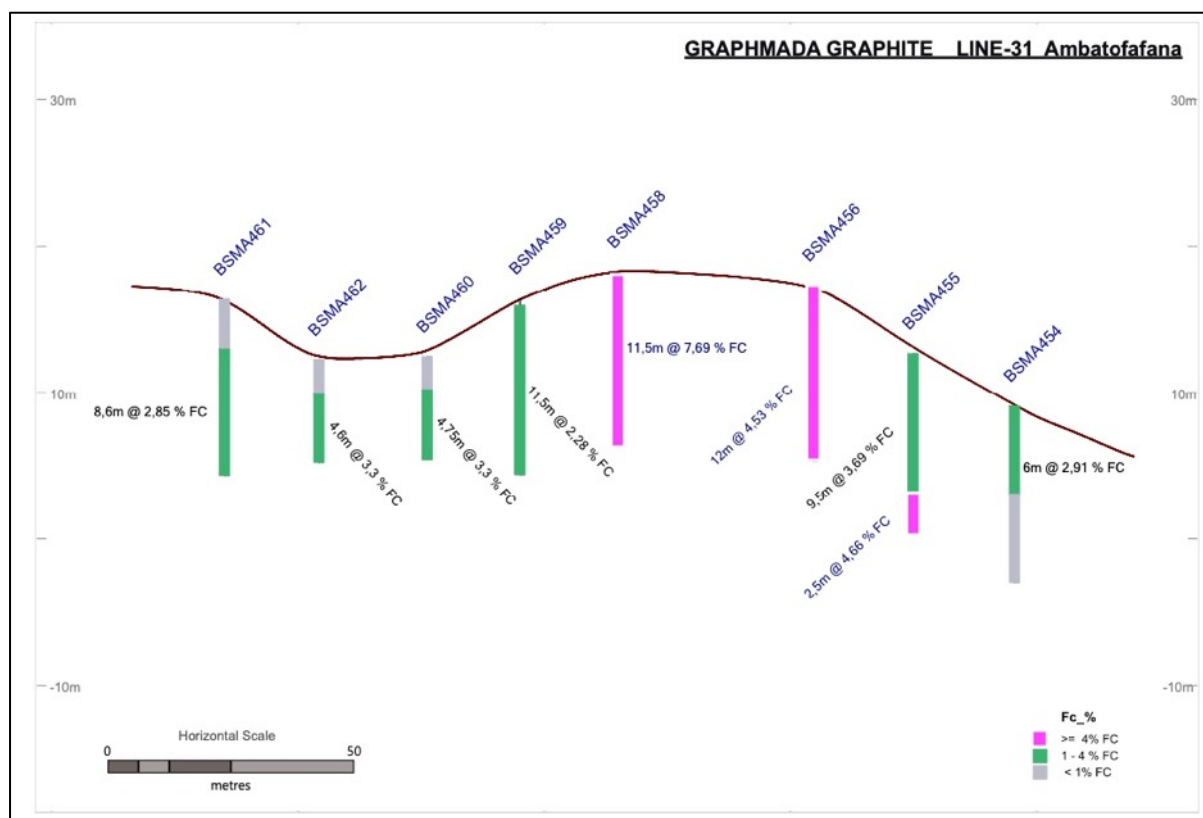 GRAPHMADA GRAPHITE LINE-31 Ambatofafana
30m
30m
BSMA461
BSMA462
BSMA460
BSMA459
BSMA458
BSMA456
BSMA455
BSMA454
10m
10m
8,6m @ 2,85 % FC
4,6m @ 3,3 % FC
4,75m @ 3,3 % FC
11,5m @ 2,28 % FC
11,5m @ 7,69 % FC
12m @ 4,53 % FC
9,5m @ 3,69 % FC
2,5m @ 4,66 % FC
6m @ 2,91 % FC
-10m
-10m
Horizontal Scale
0
50
metres
Fc_%
>= 4% FC
1 - 4 % FC
< 1% FC